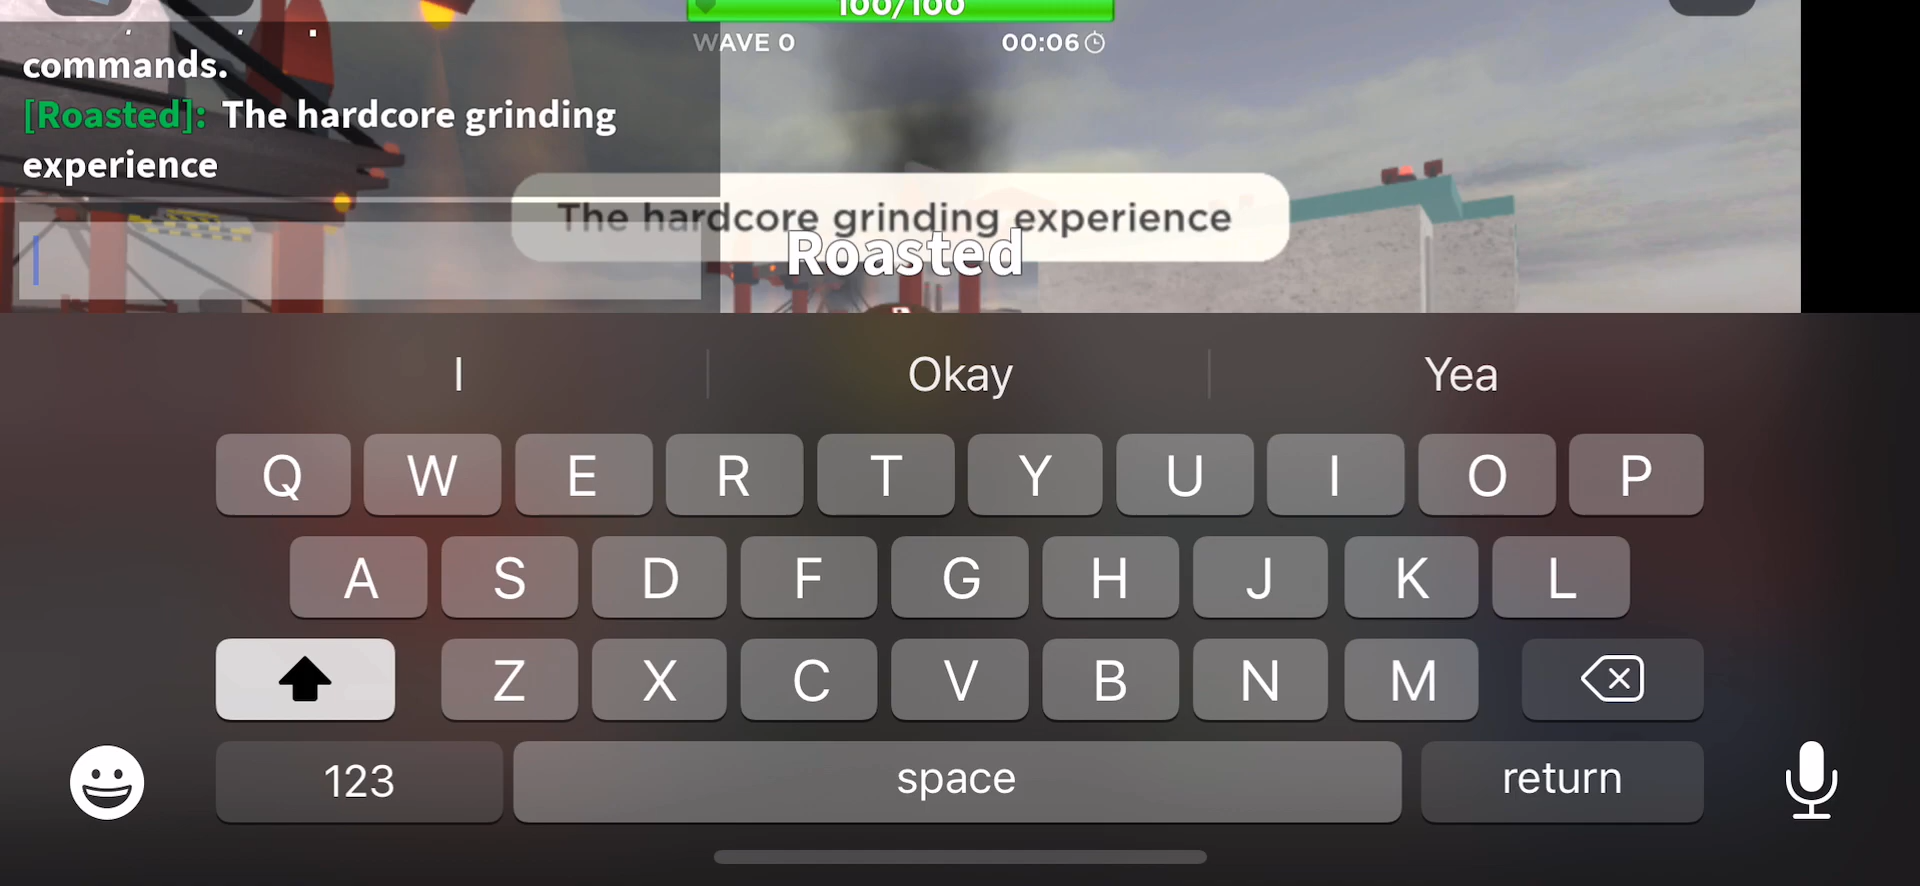 100/100
WAVE 0 00:06
commands.
[Roasted]: The hardcore grinding
experience
The hardcore grinding experience
Roasted
I Okay Yea
Q W E R T Y U I O P
A S D F G H J K L
Z X C V B N M
123 space return